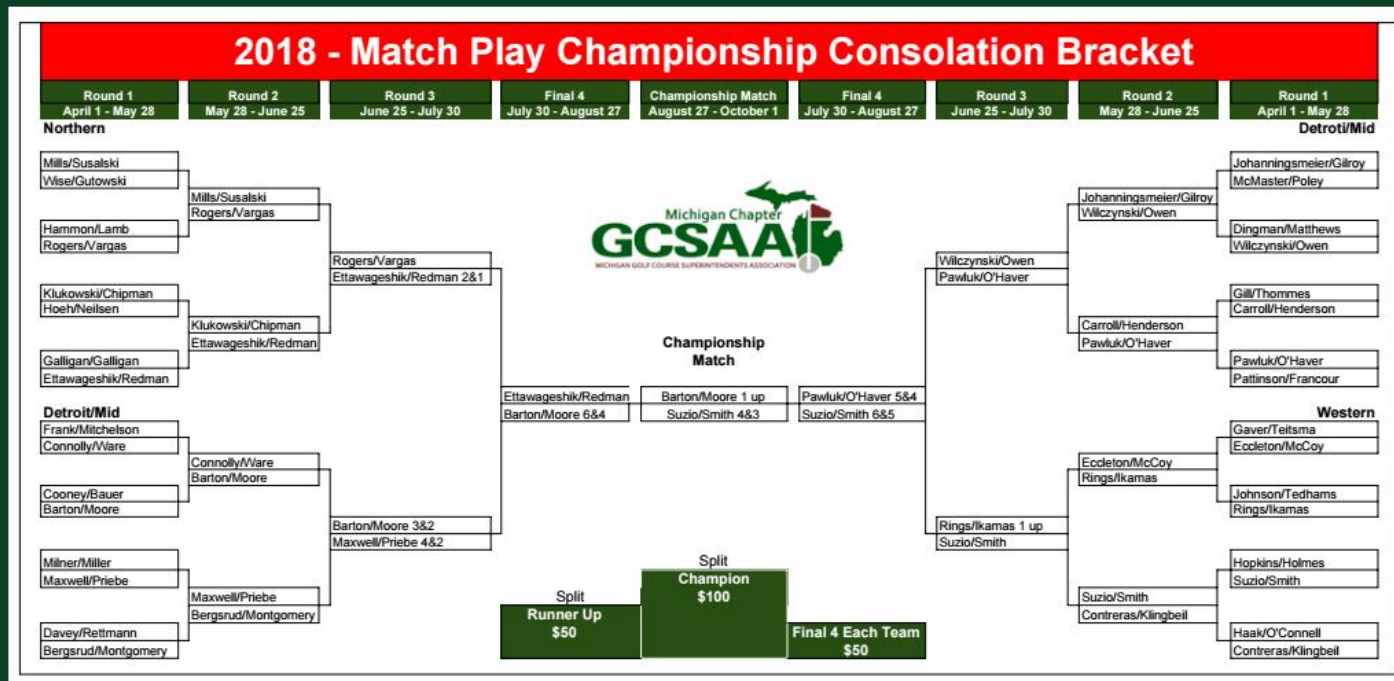 2018 - Match Play Championship Consolation Bracket
Round 1
April 1 - May 28
Round 2
May 28 - June 25
Round 3
June 25 - July 30
Final 4
July 30 - August 27
Championship Match
August 27 - October 1
Final 4
July 30 - August 27
Round 3
June 25 - July 30
Round 2
May 28 - June 25
Round 1
April 1 - May 28
Northern
Mills/Susalski
Wise/Gutowski
Hammon/Lamb
Rogers/Vargas
Klukowski/Chipman
Hoeh/Neilsen
Galligan/Galligan
Ettawageshik/Redman
Detroit/Mid
Frank/Mitchelson
Connolly/Ware
Cooney/Bauer
Barton/Moore
Milner/Miller
Maxwell/Priebe
Davey/Rettmann
Bergsrud/Montgomery
Mills/Susalski
Rogers/Vargas
Klukowski/Chipman
Ettawageshik/Redman
Connolly/Ware
Barton/Moore
Maxwell/Priebe
Bergsrud/Montgomery
Rogers/Vargas
Ettawageshik/Redman 2&1
Barton/Moore 3&2
Maxwell/Priebe 4&2
Ettawageshik/Redman
Barton/Moore 6&4
Michigan Chapter
GCSAA
MICHIGAN GOLF COURSE SUPERINTENDENTS ASSOCIATION
Championship
Match
Barton/Moore 1 up
Suzio/Smith 4&3
Split
Champion
$100
Split
Runner Up
$50
Final 4 Each Team
$50
Pawluk/O'Haver 5&4
Suzio/Smith 6&5
Wilczynski/Owen
Pawluk/O'Haver
Rings/Ikamas 1 up
Suzio/Smith
Johanningsmeier/Gilroy
Wilczynski/Owen
Carroll/Henderson
Pawluk/O'Haver
Eccleton/McCoy
Rings/Ikamas
Suzio/Smith
Contreras/Klingbeil
Detroti/Mid
Johanningsmeier/Gilroy
McMaster/Poley
Dingman/Matthews
Wilczynski/Owen
Gill/Thommes
Carroll/Henderson
Pawluk/O'Haver
Pattinson/Francour
Western
Gaver/Teitsma
Eccleton/McCoy
Johnson/Tedhams
Rings/Ikamas
Hopkins/Holmes
Suzio/Smith
Haak/O'Connell
Contreras/Klingbeil